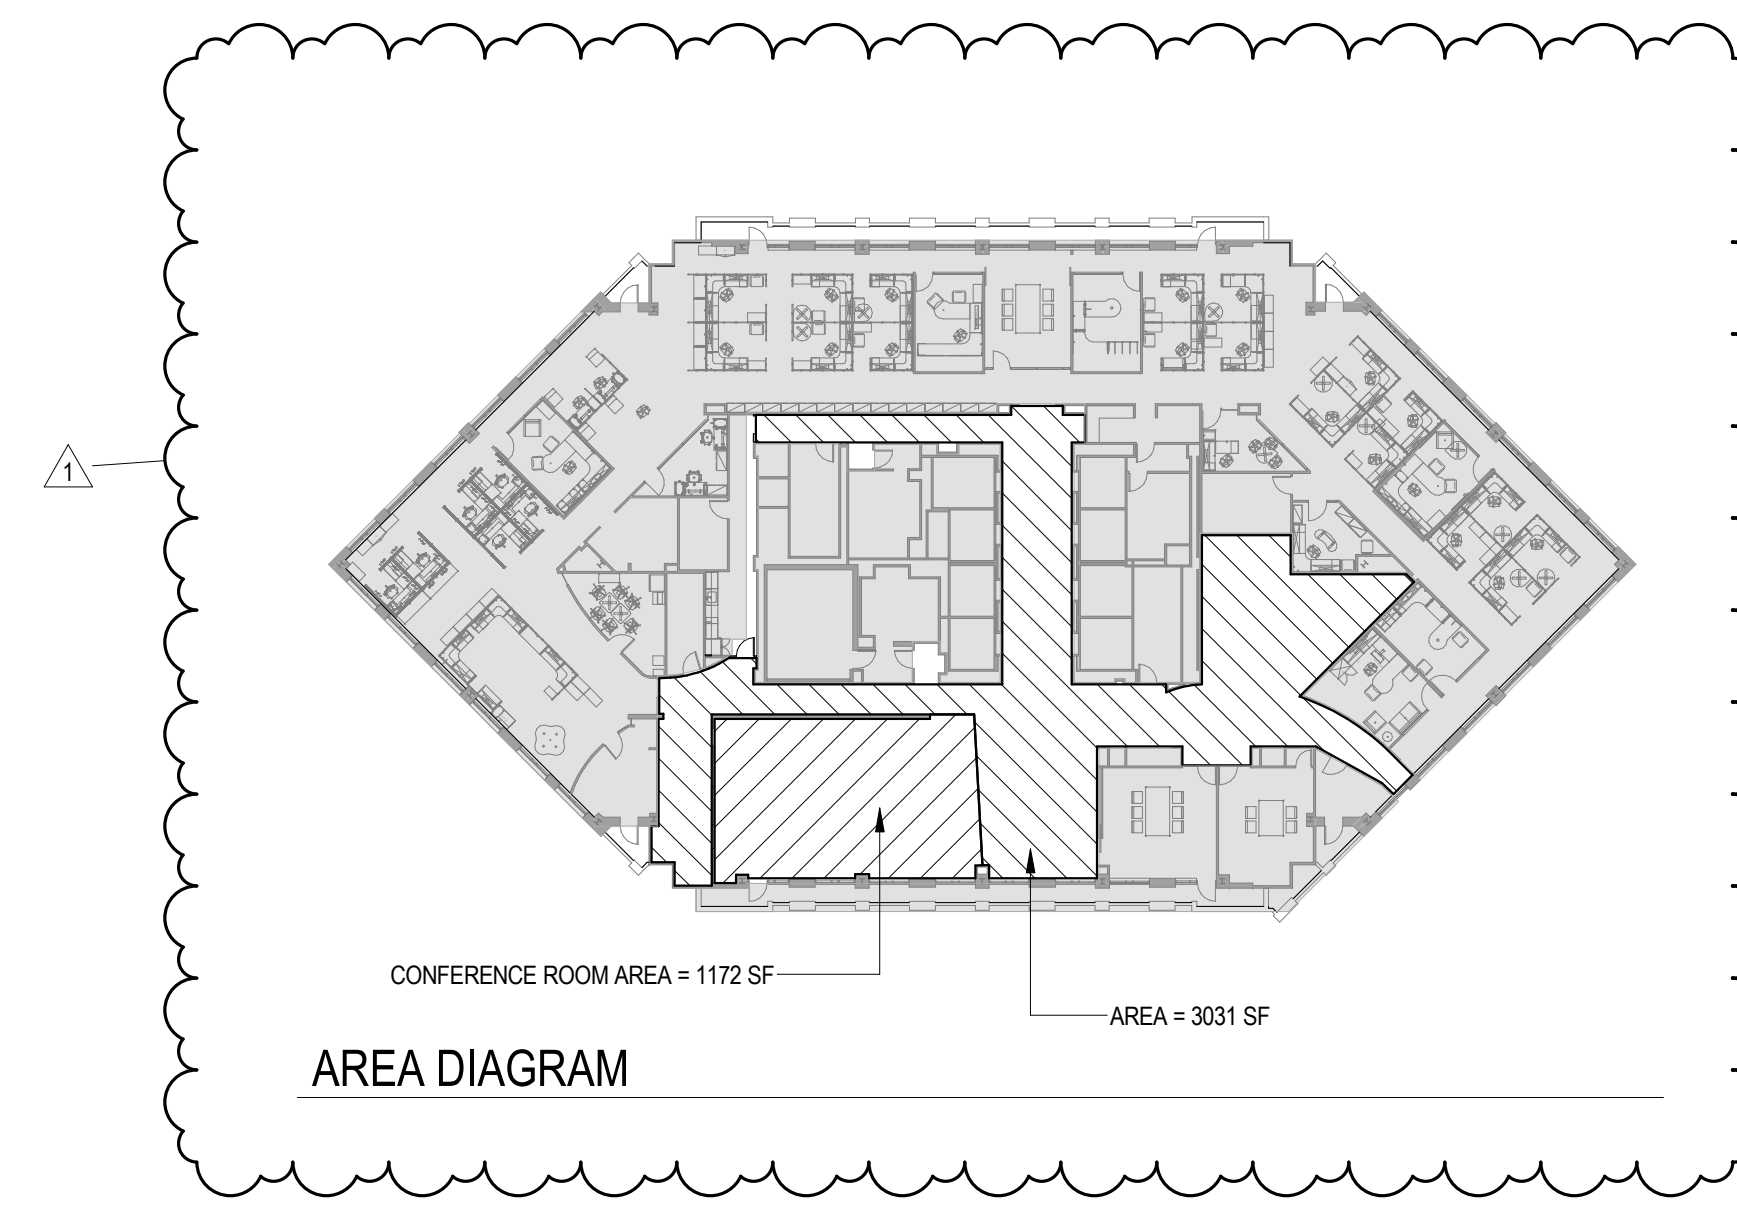 1
CONFERENCE ROOM AREA = 1172 SF
AREA = 3031 SF
AREA DIAGRAM